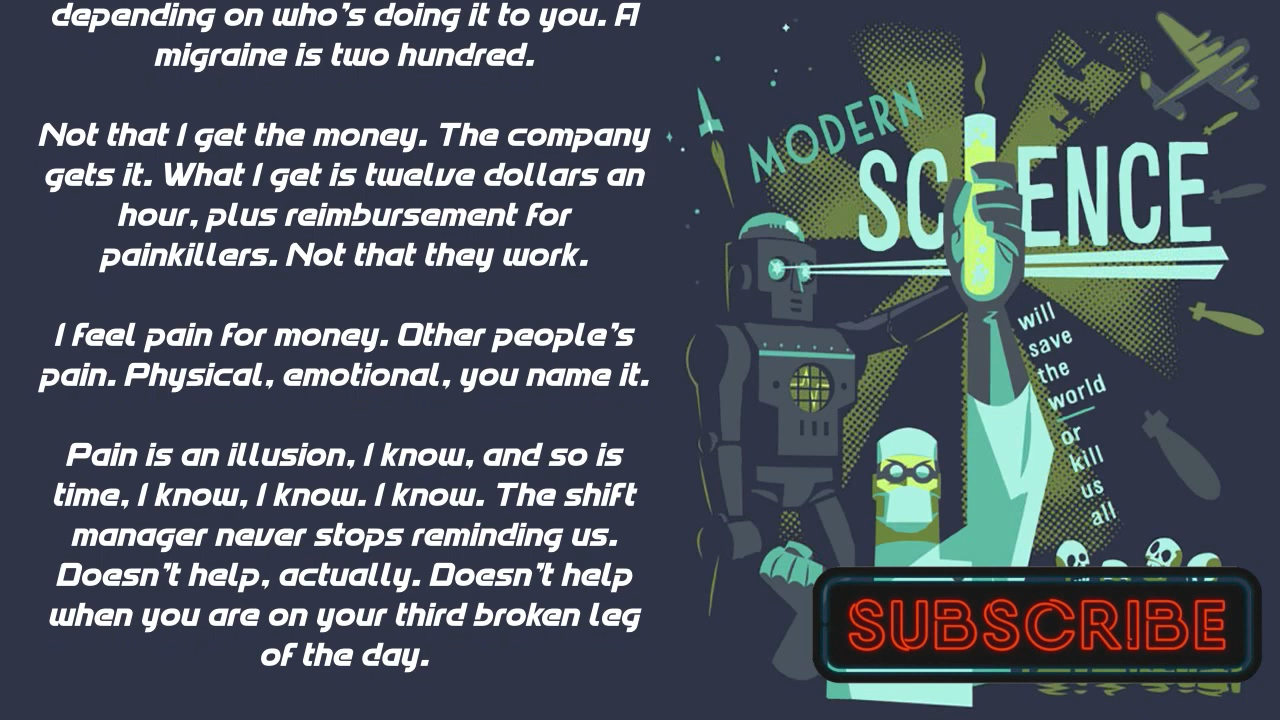 depending on who's doing it to you. A
migraine is two hundred.
Not that I get the money. The company
gets it. What I get is twelve dollars an
hour, plus reimbursement for
painkillers. Not that they work.
I feel pain for money. Other people's
pain. Physical, emotional, you name it.
Pain is an illusion, I know, and so is
time, I know, I know. I know. The shift
manager never stops reminding us.
Doesn't help, actually. Doesn't help
when you are on your third broken leg
of the day.
MODERN
SCIENCE
will
save
the
world
or
kill
us
all
SUBSCRIBE